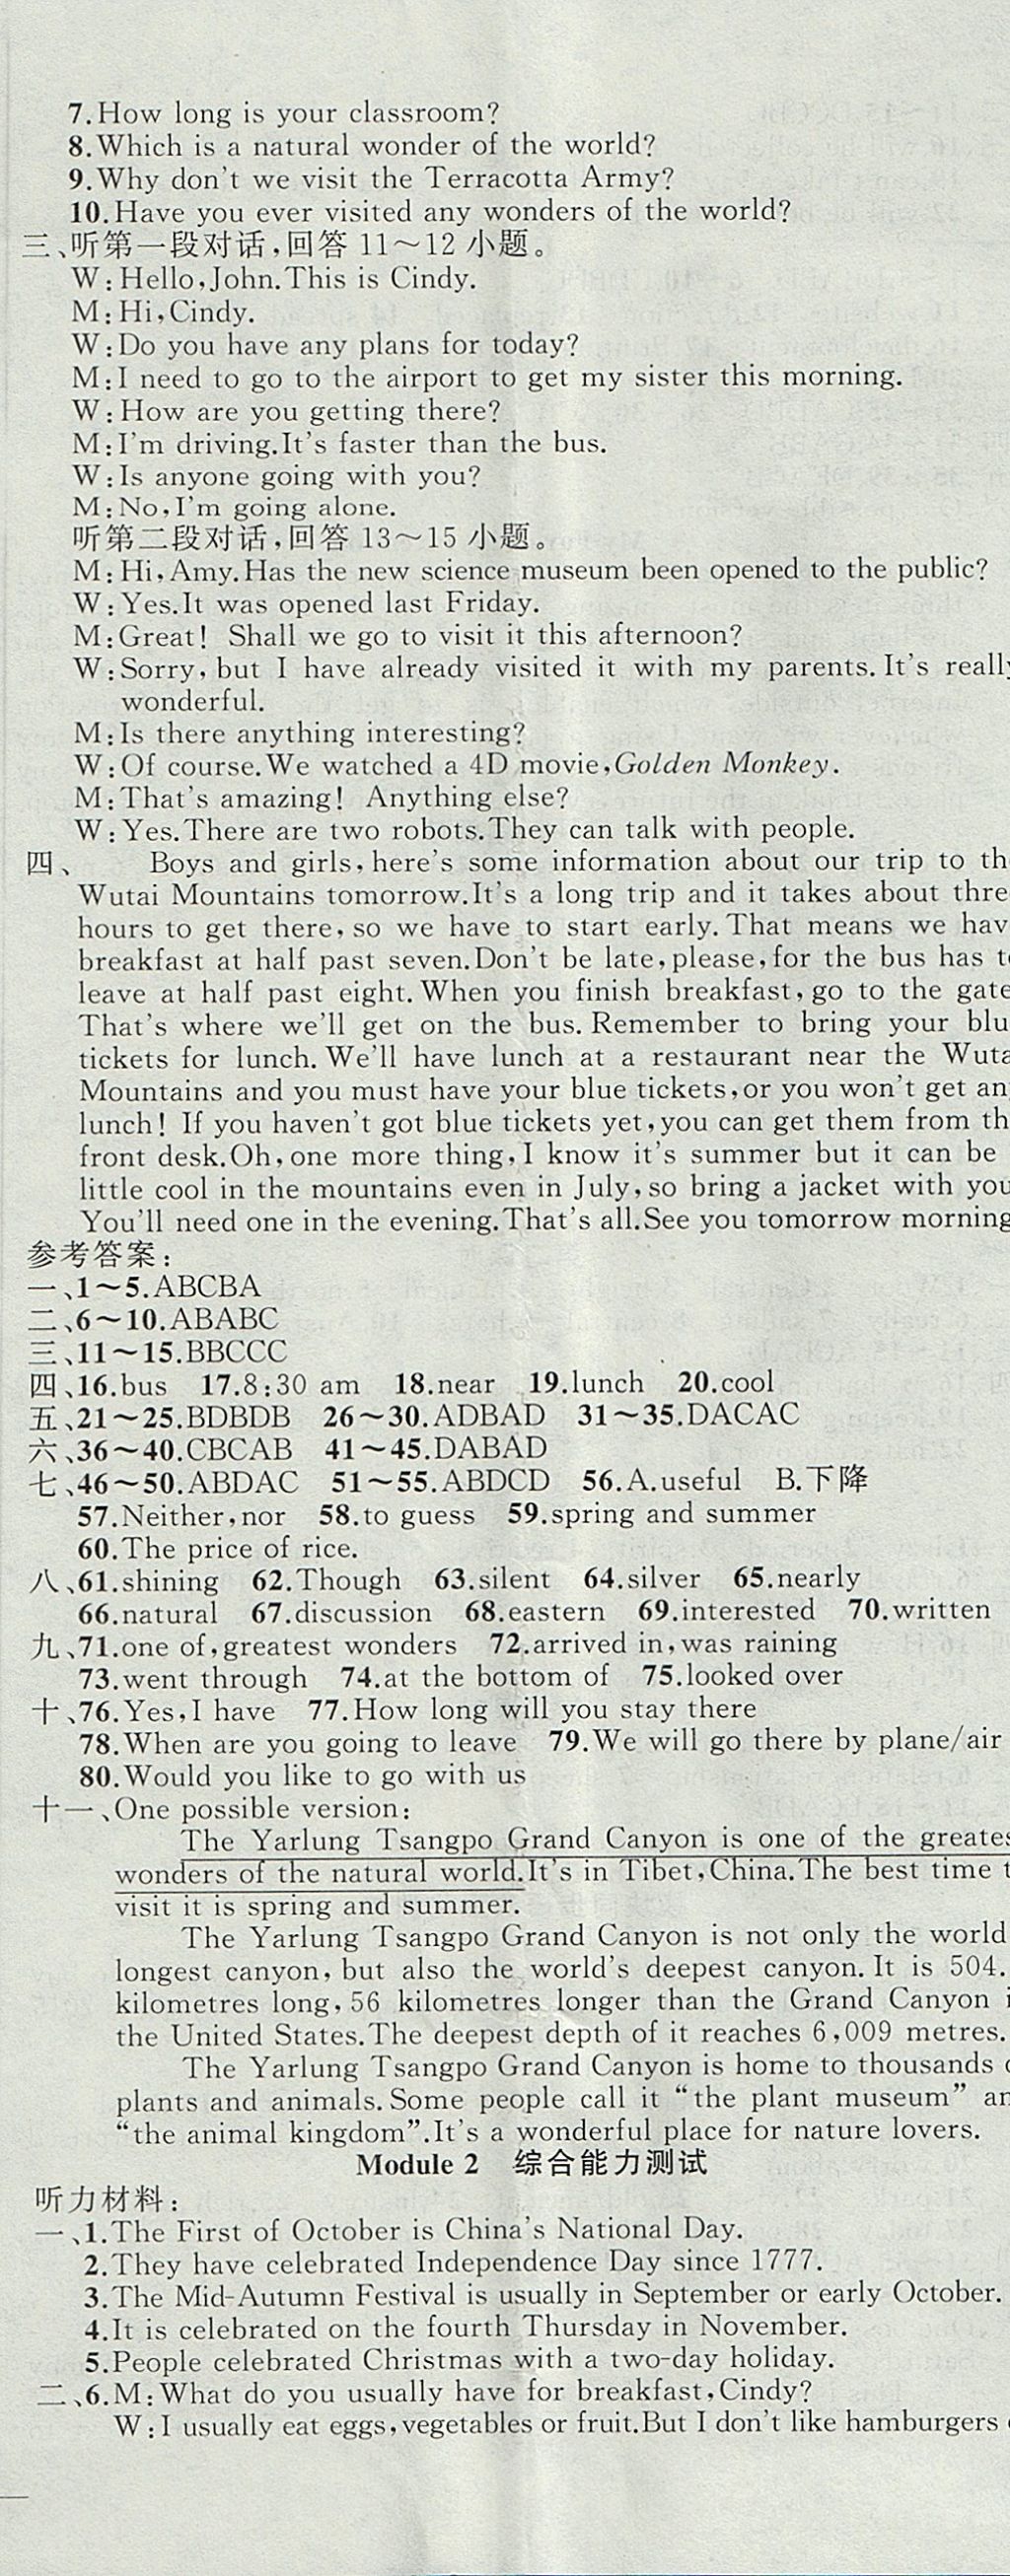 7.How long is your classroom?
8.Which is a natural wonder of the world?
9.Why don't we visit the Terracotta Army?
10.Have you ever visited any wonders of the world?
三、听第一段对话,回答 11～12 小题。
W:Hello,John.This is Cindy.
M:Hi,Cindy.
W:Do you have any plans for today?
M:I need to go to the airport to get my sister this morning.
W:How are you getting there?
M:I'm driving.It's faster than the bus.
W:Is anyone going with you?
M:No,I'm going alone.
听第二段对话,回答 13～15 小题。
M:Hi,Amy.Has the new science museum been opened to the public?
W:Yes.It was opened last Friday.
M:Great! Shall we go to visit it this afternoon?
W:Sorry,but I have already visited it with my parents.It's really
wonderful.
M:Is there anything interesting?
W:Of course.We watched a 4D movie,Golden Monkey.
M:That's amazing! Anything else?
W:Yes.There are two robots.They can talk with people.
四、 Boys and girls,here's some information about our trip to th
Wutai Mountains tomorrow.It's a long trip and it takes about thre
hours to get there,so we have to start early.That means we hav
breakfast at half past seven.Don't be late,please,for the bus has t
leave at half past eight.When you finish breakfast,go to the gate
That's where we'll get on the bus.Remember to bring your blu
tickets for lunch.We'll have lunch at a restaurant near the Wuta
Mountains and you must have your blue tickets,or you won't get an
lunch! If you haven't got blue tickets yet,you can get them from th
front desk.Oh,one more thing,I know it's summer but it can be
little cool in the mountains even in July,so bring a jacket with you
You'll need one in the evening.That's all.See you tomorrow morning
参考答案:
一、1～5.ABCBA
二、6～10.ABABC
三、11～15.BBCCC
四、16.bus 17.8:30 am 18.near 19.lunch 20.cool
五、21～25.BDBDB 26～30.ADBAD 31～35.DACAC
六、36～40.CBCAB 41～45.DABAD
七、46～50.ABDAC 51～55.ABDCD 56.A.useful B.下降
57.Neither,nor 58.to guess 59.spring and summer
60.The price of rice.
八、61.shining 62.Though 63.silent 64.silver 65.nearly
66.natural 67.discussion 68.eastern 69.interested 70.written
九、71.one of,greatest wonders 72.arrived in,was raining
73.went through 74.at the bottom of 75.looked over
十、76.Yes,I have 77.How long will you stay there
78.When are you going to leave 79.We will go there by plane/air
80.Would you like to go with us
十一、One possible version:
The Yarlung Tsangpo Grand Canyon is one of the greates
wonders of the natural world.It's in Tibet,China.The best time t
visit it is spring and summer.
The Yarlung Tsangpo Grand Canyon is not only the world
longest canyon,but also the world's deepest canyon.It is 504.
kilometres long,56 kilometres longer than the Grand Canyon i
the United States.The deepest depth of it reaches 6,009 metres.
The Yarlung Tsangpo Grand Canyon is home to thousands o
plants and animals.Some people call it “the plant museum” an
“the animal kingdom”.It's a wonderful place for nature lovers.
Module 2 综合能力测试
听力材料:
一、1.The First of October is China's National Day.
2.They have celebrated Independence Day since 1777.
3.The Mid-Autumn Festival is usually in September or early October.
4.It is celebrated on the fourth Thursday in November.
5.People celebrated Christmas with a two-day holiday.
二、6.M:What do you usually have for breakfast,Cindy?
W:I usually eat eggs,vegetables or fruit.But I don't like hamburgers